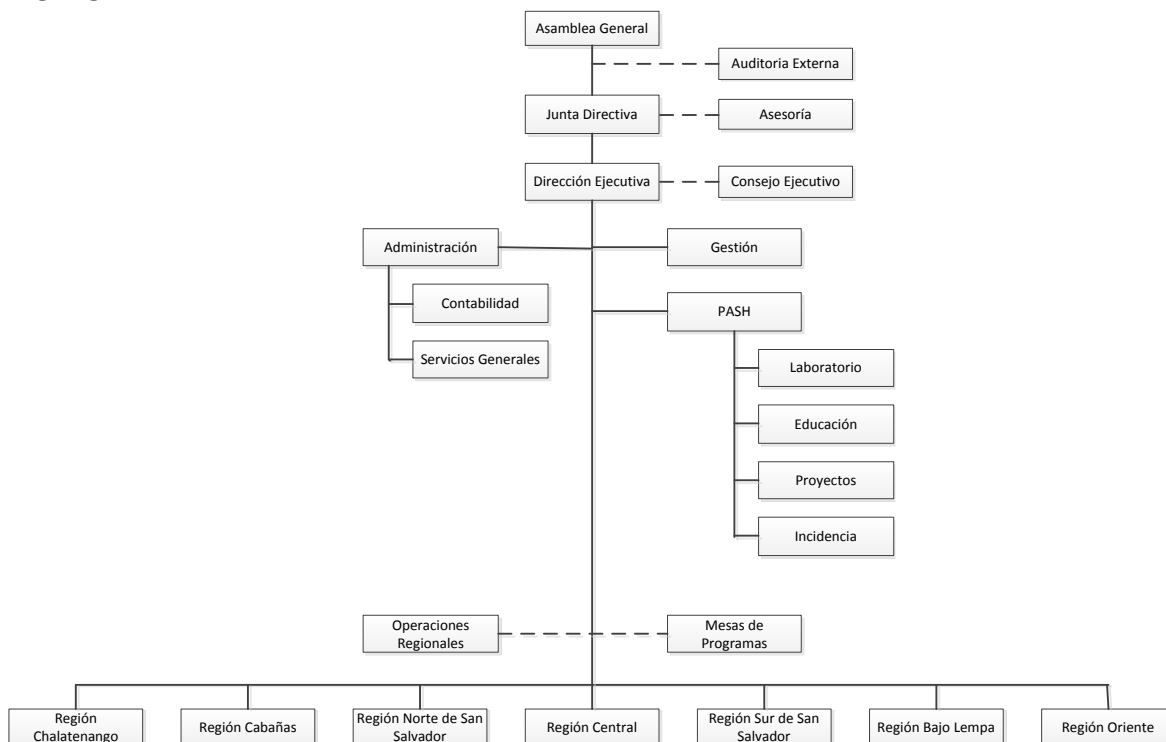 Asamblea General
Auditoria Externa
Junta Directiva
Asesoría
Dirección Ejecutiva
Consejo Ejecutivo
Administración
Gestión
Contabilidad
PASH
Servicios Generales
Laboratorio
Educación
Proyectos
Incidencia
Operaciones
Regionales
Mesas de
Programas
Región
Chalatenango
Región Cabañas
Región Norte de San
Salvador
Región Central
Región Sur de San
Salvador
Región Bajo Lempa
Región Oriente